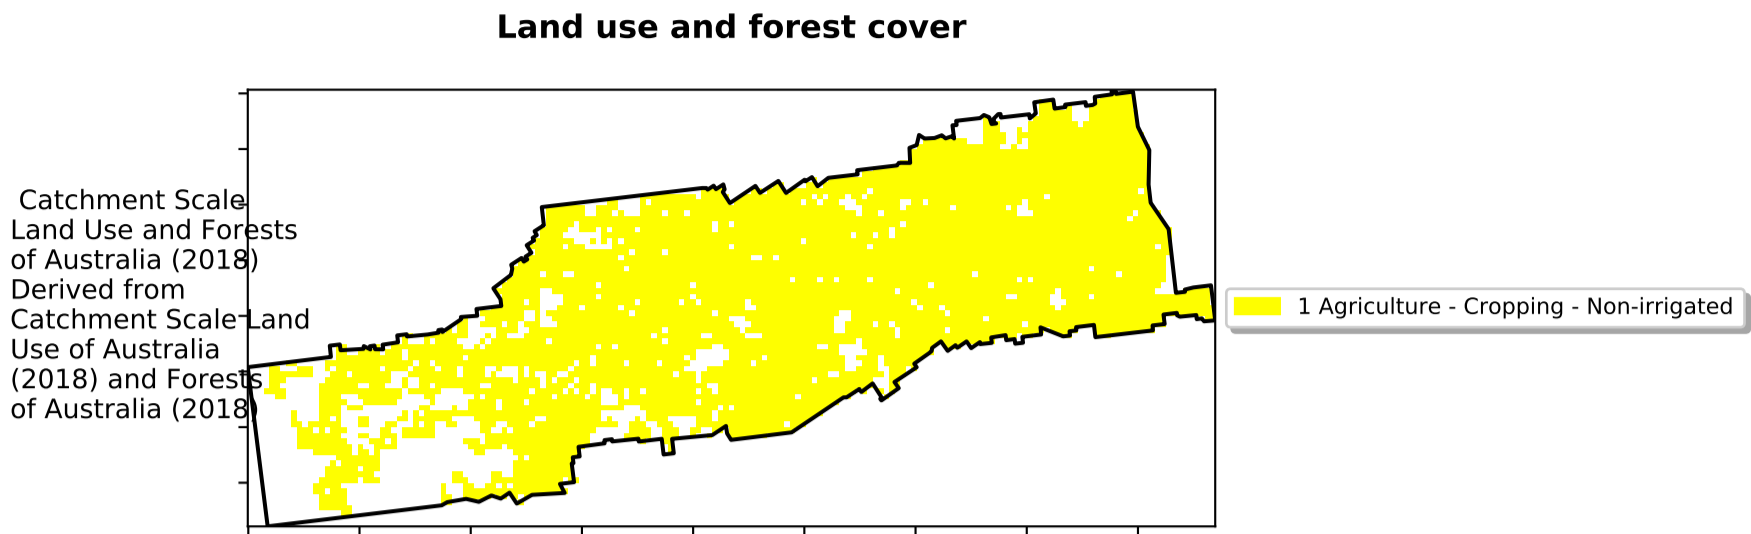 Land use and forest cover
Catchment Scale
Land Use and Forests
of Australia (2018)
Derived from
Catchment Scale Land
Use of Australia
(2018) and Forests
of Australia (2018)
1 Agriculture - Cropping - Non-irrigated